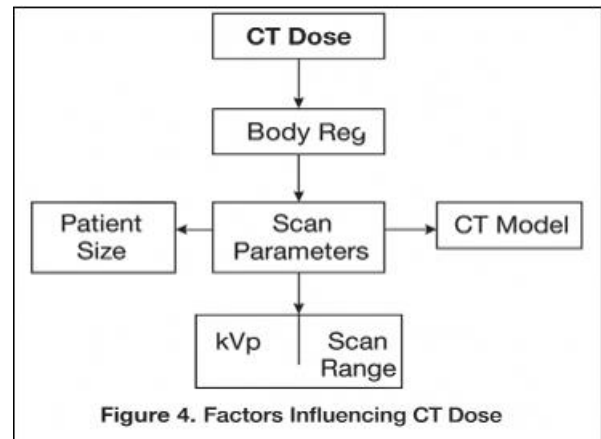 CT Dose
Body Reg
Patient
Size
Scan
Parameters
CT Model
kVp
Scan
Range
Figure 4. Factors Influencing CT Dose